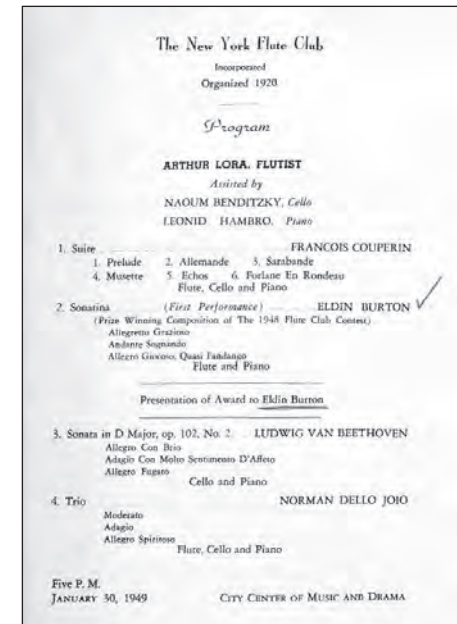 The New York Flute Club
Incorporated
Organized 1920
Program
ARTHUR LORA, FLUTIST
Assisted by
NAOUM BENDITZKY, Cello
LEONID HAMBRO, Piano
1. Suite FRANCOIS COUPERIN
1. Prelude 2. Allemande 3. Sarabande
4. Musette 5. Echos 6. Forlane En Rondeau
Flute, Cello and Piano
2. Sonatina (First Performance) ELDIN BURTON
(Prize Winning Composition of The 1948 Flute Club Contest)
Allegretto Grazioso
Andante Sognando
Allegro Giocoso, Quasi Fandango
Flute and Piano
Presentation of Award to Eldin Burton
3. Sonata in D Major, op. 102, No. 2 LUDWIG VAN BEETHOVEN
Allegro Con Brio
Adagio Con Molto Sentimento D'Affeto
Allegro Fugato
Cello and Piano
4. Trio NORMAN DELLO JOIO
Moderato
Adagio
Allegro Spiritoso
Flute, Cello and Piano
Five P. M.
JANUARY 30, 1949 CITY CENTER OF MUSIC AND DRAMA